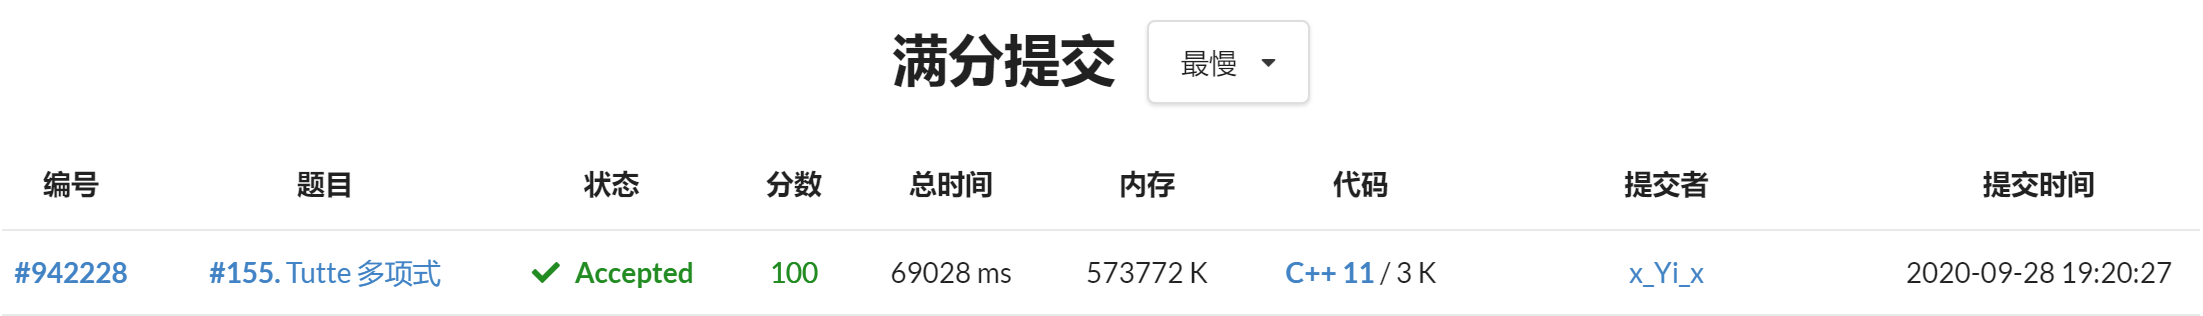 满分提交 最慢
编号 题目 状态 分数 总时间 内存 代码 提交者 提交时间
#942228 #155. Tutte 多项式 Accepted 100 69028 ms 573772 K C++ 11 / 3 K x_Yi_x 2020-09-28 19:20:27